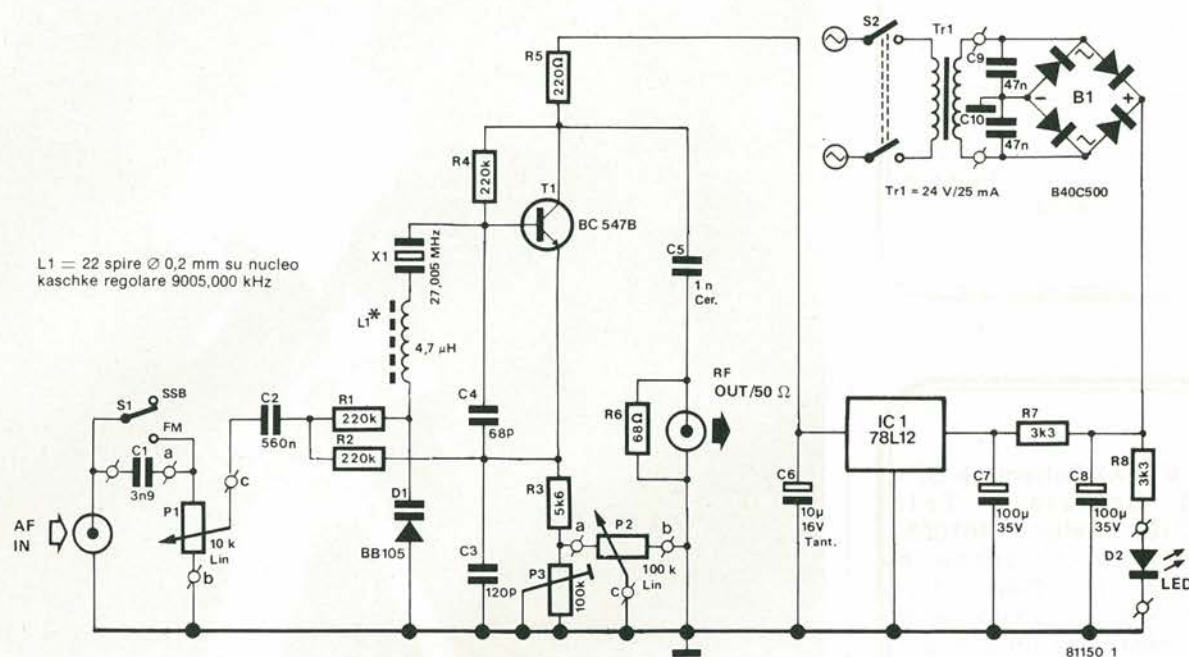 R5
220Ω
R4
220k
T1
BC 547B
X1
27,005 MHz
L1 = 22 spire Ø 0,2 mm su nucleo
kaschke regolare 9005,000 kHz
L1*
4,7 µH
C5
1 n
Cer.
RF
OUT/50 Ω
R6
68Ω
S1
SSB
FM
C1
3n9
a
C2
560n
c
R1
220k
R2
220k
C4
68p
AF
IN
P1
10 k
Lin
b
D1
BB105
C3
120p
R3
5k6
a
P2
b
100 k
Lin
P3
100k
c
S2
Tr1
C9
47n
C10
47n
B1
~
~
−
+
Tr1 = 24 V/25 mA
B40C500
IC 1
78L12
R7
3k3
R8
3k3
C6
10µ
16V
Tant.
C7
100µ
35V
C8
100µ
35V
D2
LED
81150 1